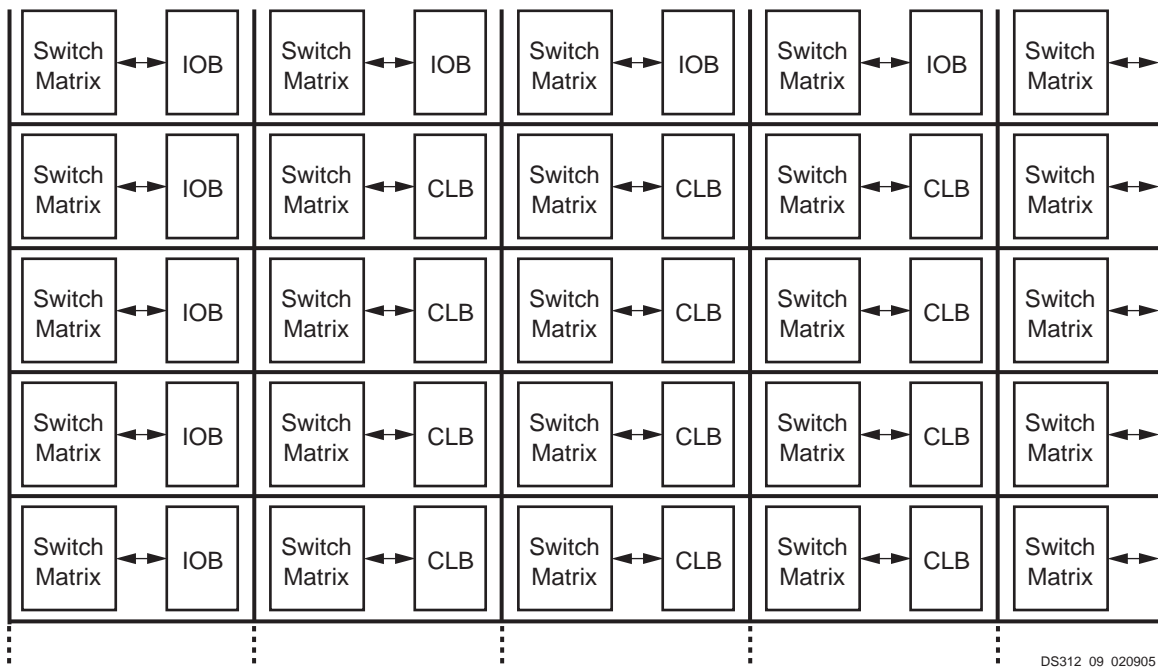 Switch Matrix IOB Switch Matrix IOB Switch Matrix IOB Switch Matrix IOB Switch Matrix
Switch Matrix IOB Switch Matrix CLB Switch Matrix CLB Switch Matrix CLB Switch Matrix
Switch Matrix IOB Switch Matrix CLB Switch Matrix CLB Switch Matrix CLB Switch Matrix
Switch Matrix IOB Switch Matrix CLB Switch Matrix CLB Switch Matrix CLB Switch Matrix
Switch Matrix IOB Switch Matrix CLB Switch Matrix CLB Switch Matrix CLB Switch Matrix
DS312_09_020905